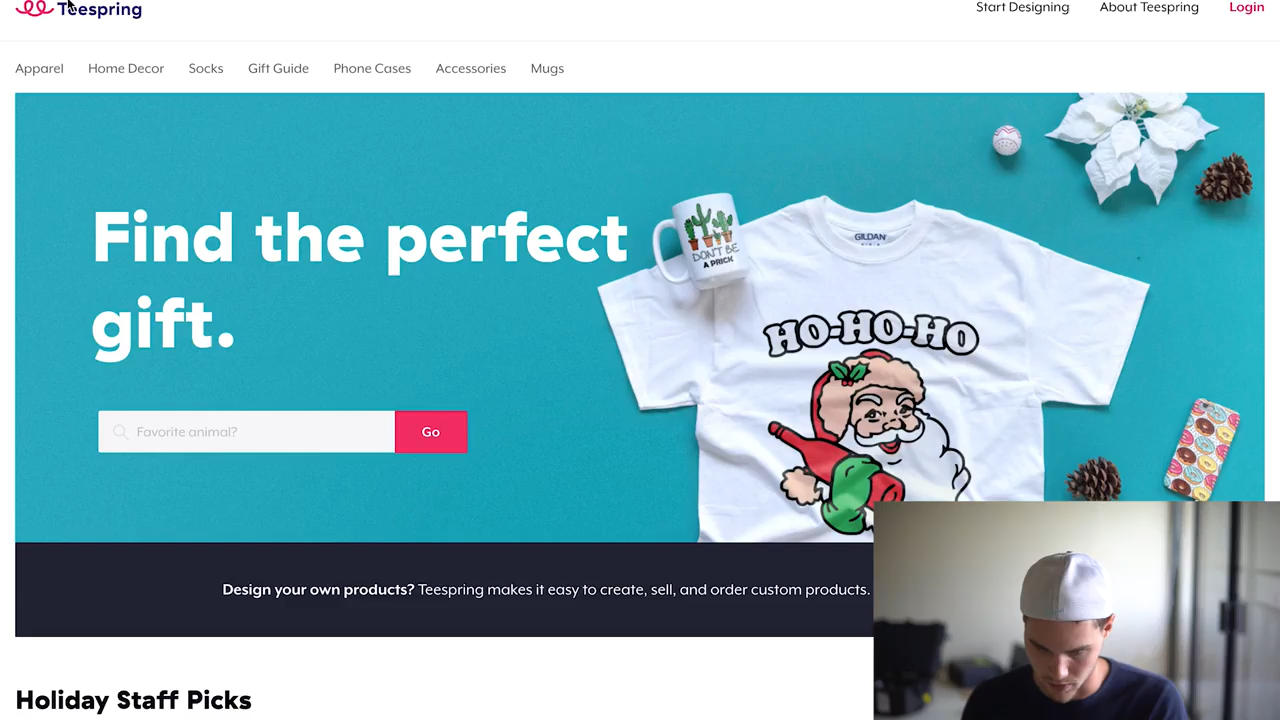 Teespring
Start Designing
About Teespring
Login
Apparel
Home Decor
Socks
Gift Guide
Phone Cases
Accessories
Mugs
Find the perfect
gift.
GILDAN
DON'T BE
A PRICK
HO-HO-HO
Favorite animal?
Go
Design your own products? Teespring makes it easy to create, sell, and order custom products.
Holiday Staff Picks